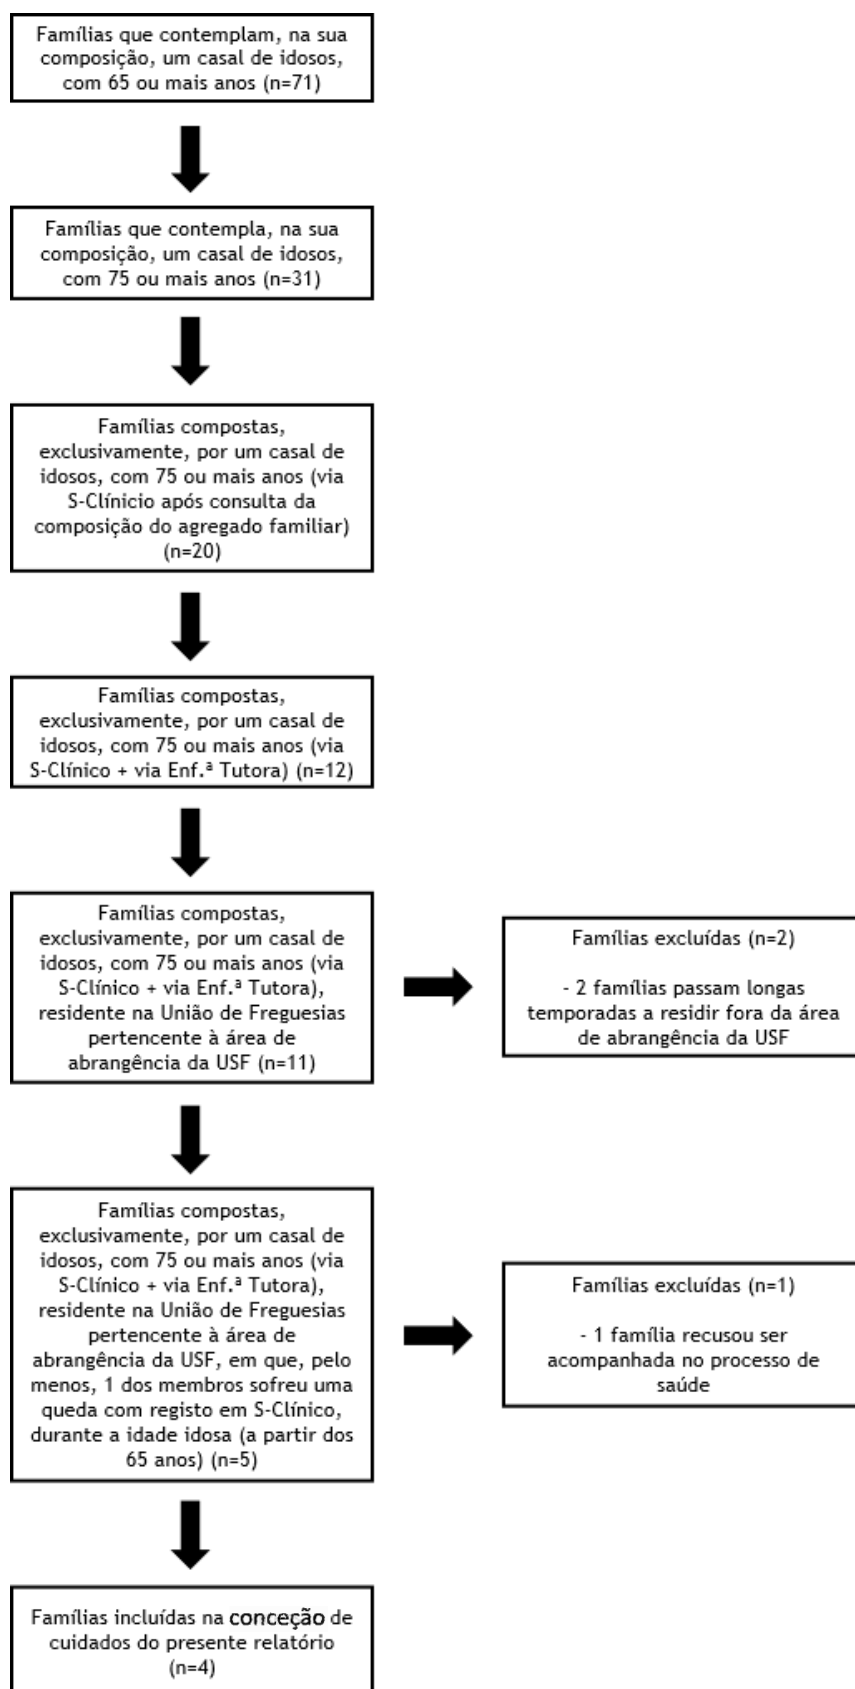 Famílias que contemplam, na sua
composição, um casal de idosos,
com 65 ou mais anos (n=71)
Famílias que contempla, na sua
composição, um casal de idosos,
com 75 ou mais anos (n=31)
Famílias compostas,
exclusivamente, por um casal de
idosos, com 75 ou mais anos (via
S-Clínicio após consulta da
composição do agregado familiar)
(n=20)
Famílias compostas,
exclusivamente, por um casal de
idosos, com 75 ou mais anos (via
S-Clínico + via Enf.ª Tutora) (n=12)
Famílias compostas,
exclusivamente, por um casal de
idosos, com 75 ou mais anos (via
S-Clínico + via Enf.ª Tutora),
residente na União de Freguesias
pertencente à área de
abrangência da USF (n=11)
Famílias excluídas (n=2)
- 2 famílias passam longas
temporadas a residir fora da área
de abrangência da USF
Famílias compostas,
exclusivamente, por um casal de
idosos, com 75 ou mais anos (via
S-Clínico + via Enf.ª Tutora),
residente na União de Freguesias
pertencente à área de
abrangência da USF, em que, pelo
menos, 1 dos membros sofreu uma
queda com registo em S-Clínico,
durante a idade idosa (a partir dos
65 anos) (n=5)
Famílias excluídas (n=1)
- 1 família recusou ser
acompanhada no processo de
saúde
Famílias incluídas na conceção de
cuidados do presente relatório
(n=4)